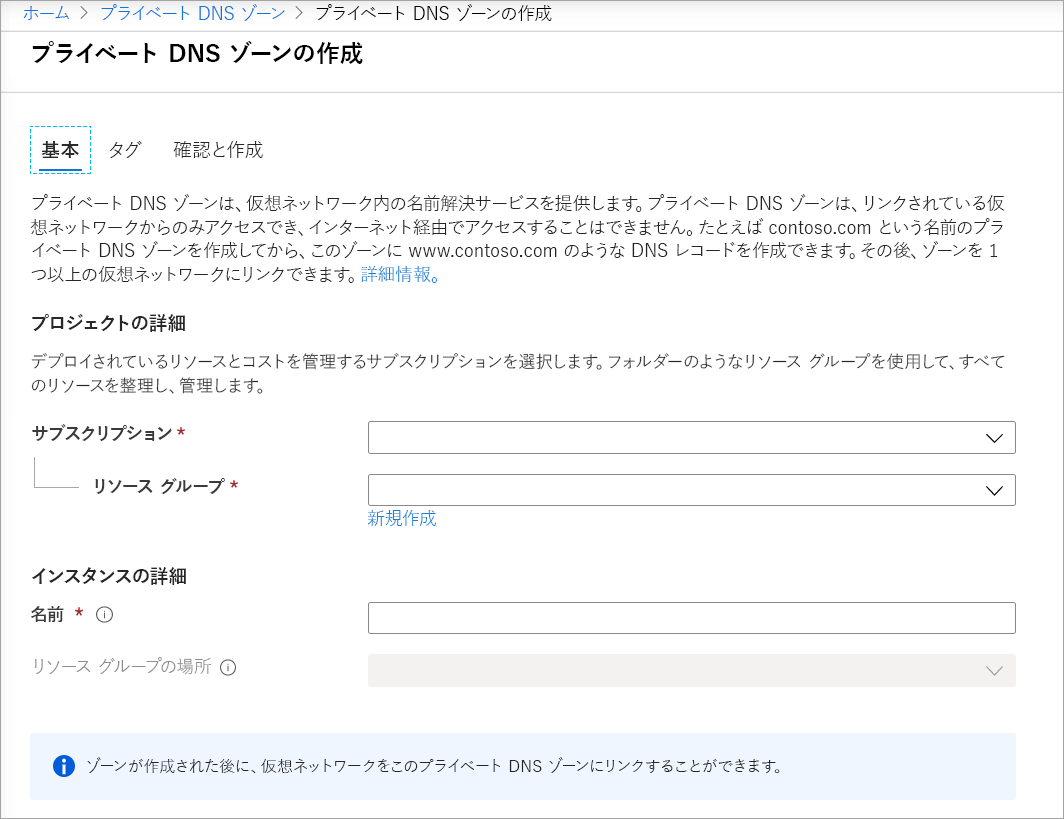 ホーム > プライベート DNS ゾーン > プライベート DNS ゾーンの作成
プライベート DNS ゾーンの作成
基本 タグ 確認と作成
プライベート DNS ゾーンは、仮想ネットワーク内の名前解決サービスを提供します。プライベート DNS ゾーンは、リンクされている仮
想ネットワークからのみアクセスでき、インターネット経由でアクセスすることはできません。たとえば contoso.com という名前のプラ
イベート DNS ゾーンを作成してから、このゾーンに www.contoso.com のような DNS レコードを作成できます。その後、ゾーンを 1
つ以上の仮想ネットワークにリンクできます。詳細情報。
プロジェクトの詳細
デプロイされているリソースとコストを管理するサブスクリプションを選択します。フォルダーのようなリソース グループを使用して、すべて
のリソースを整理し、管理します。
サブスクリプション *
リソース グループ *
新規作成
インスタンスの詳細
名前 *
リソース グループの場所
ゾーンが作成された後に、仮想ネットワークをこのプライベート DNS ゾーンにリンクすることができます。